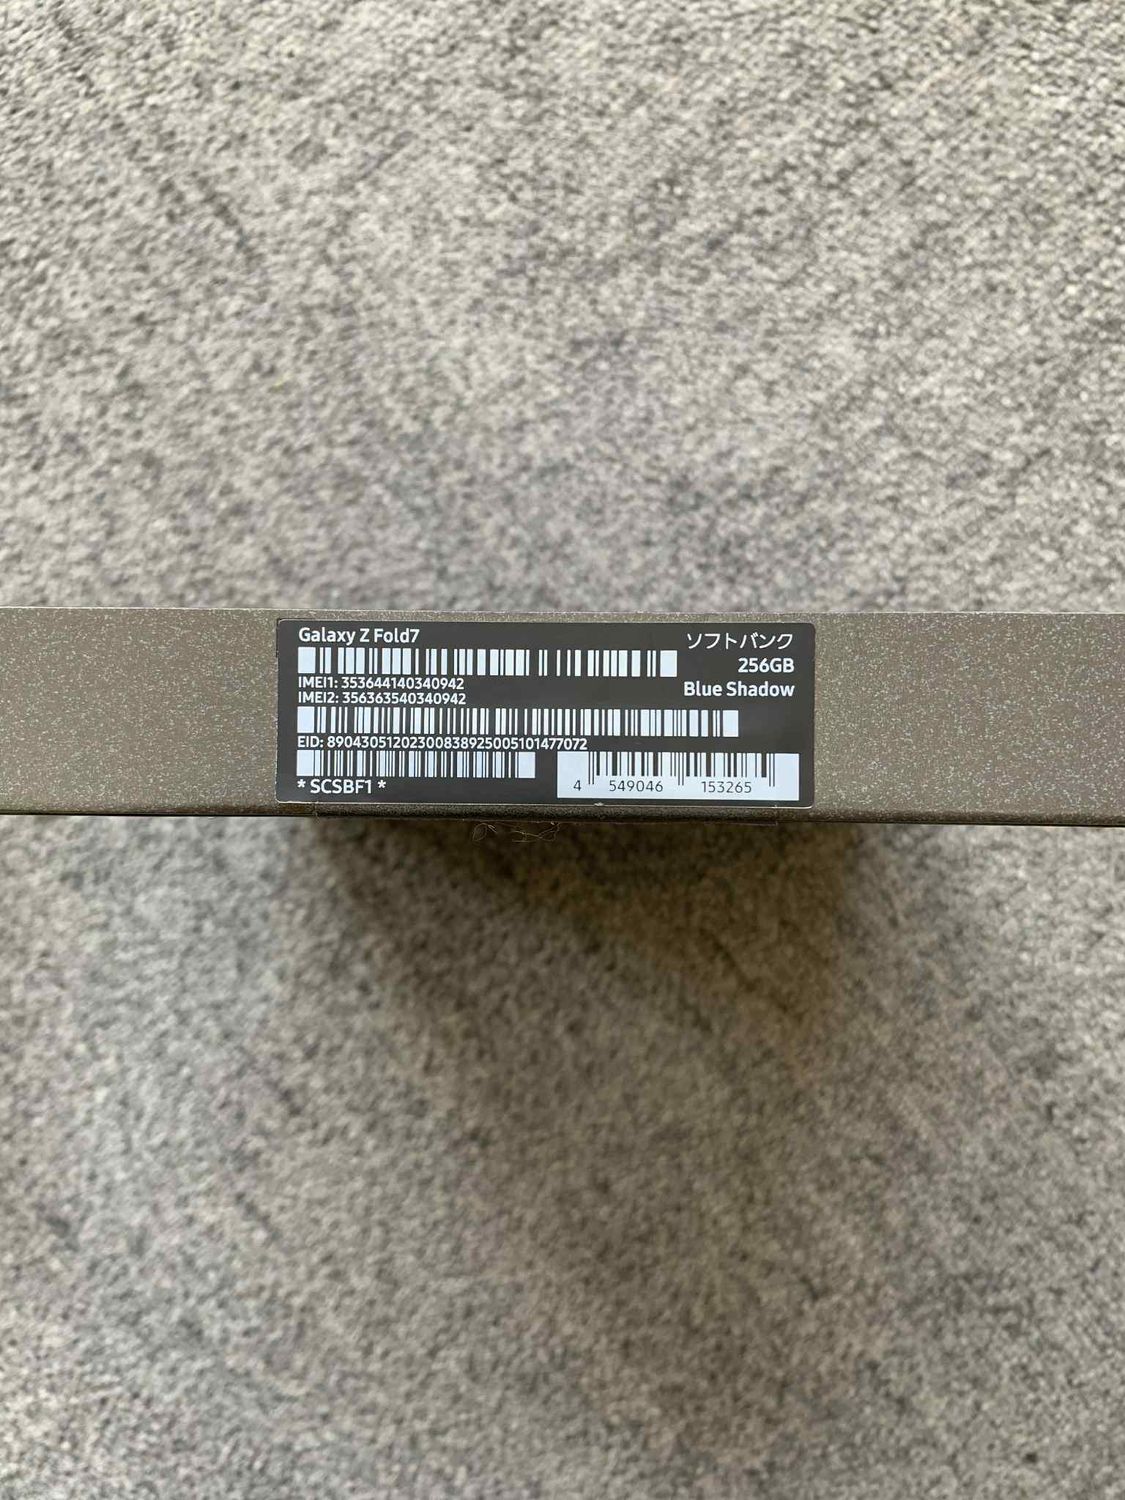 Galaxy Z Fold7
ソフトバンク
256GB
Blue Shadow
IMEI1: 353644140340942
IMEI2: 356363540340942
EID: 89043051202300838925005101477072
* SCSBF1 *
4 549046 153265